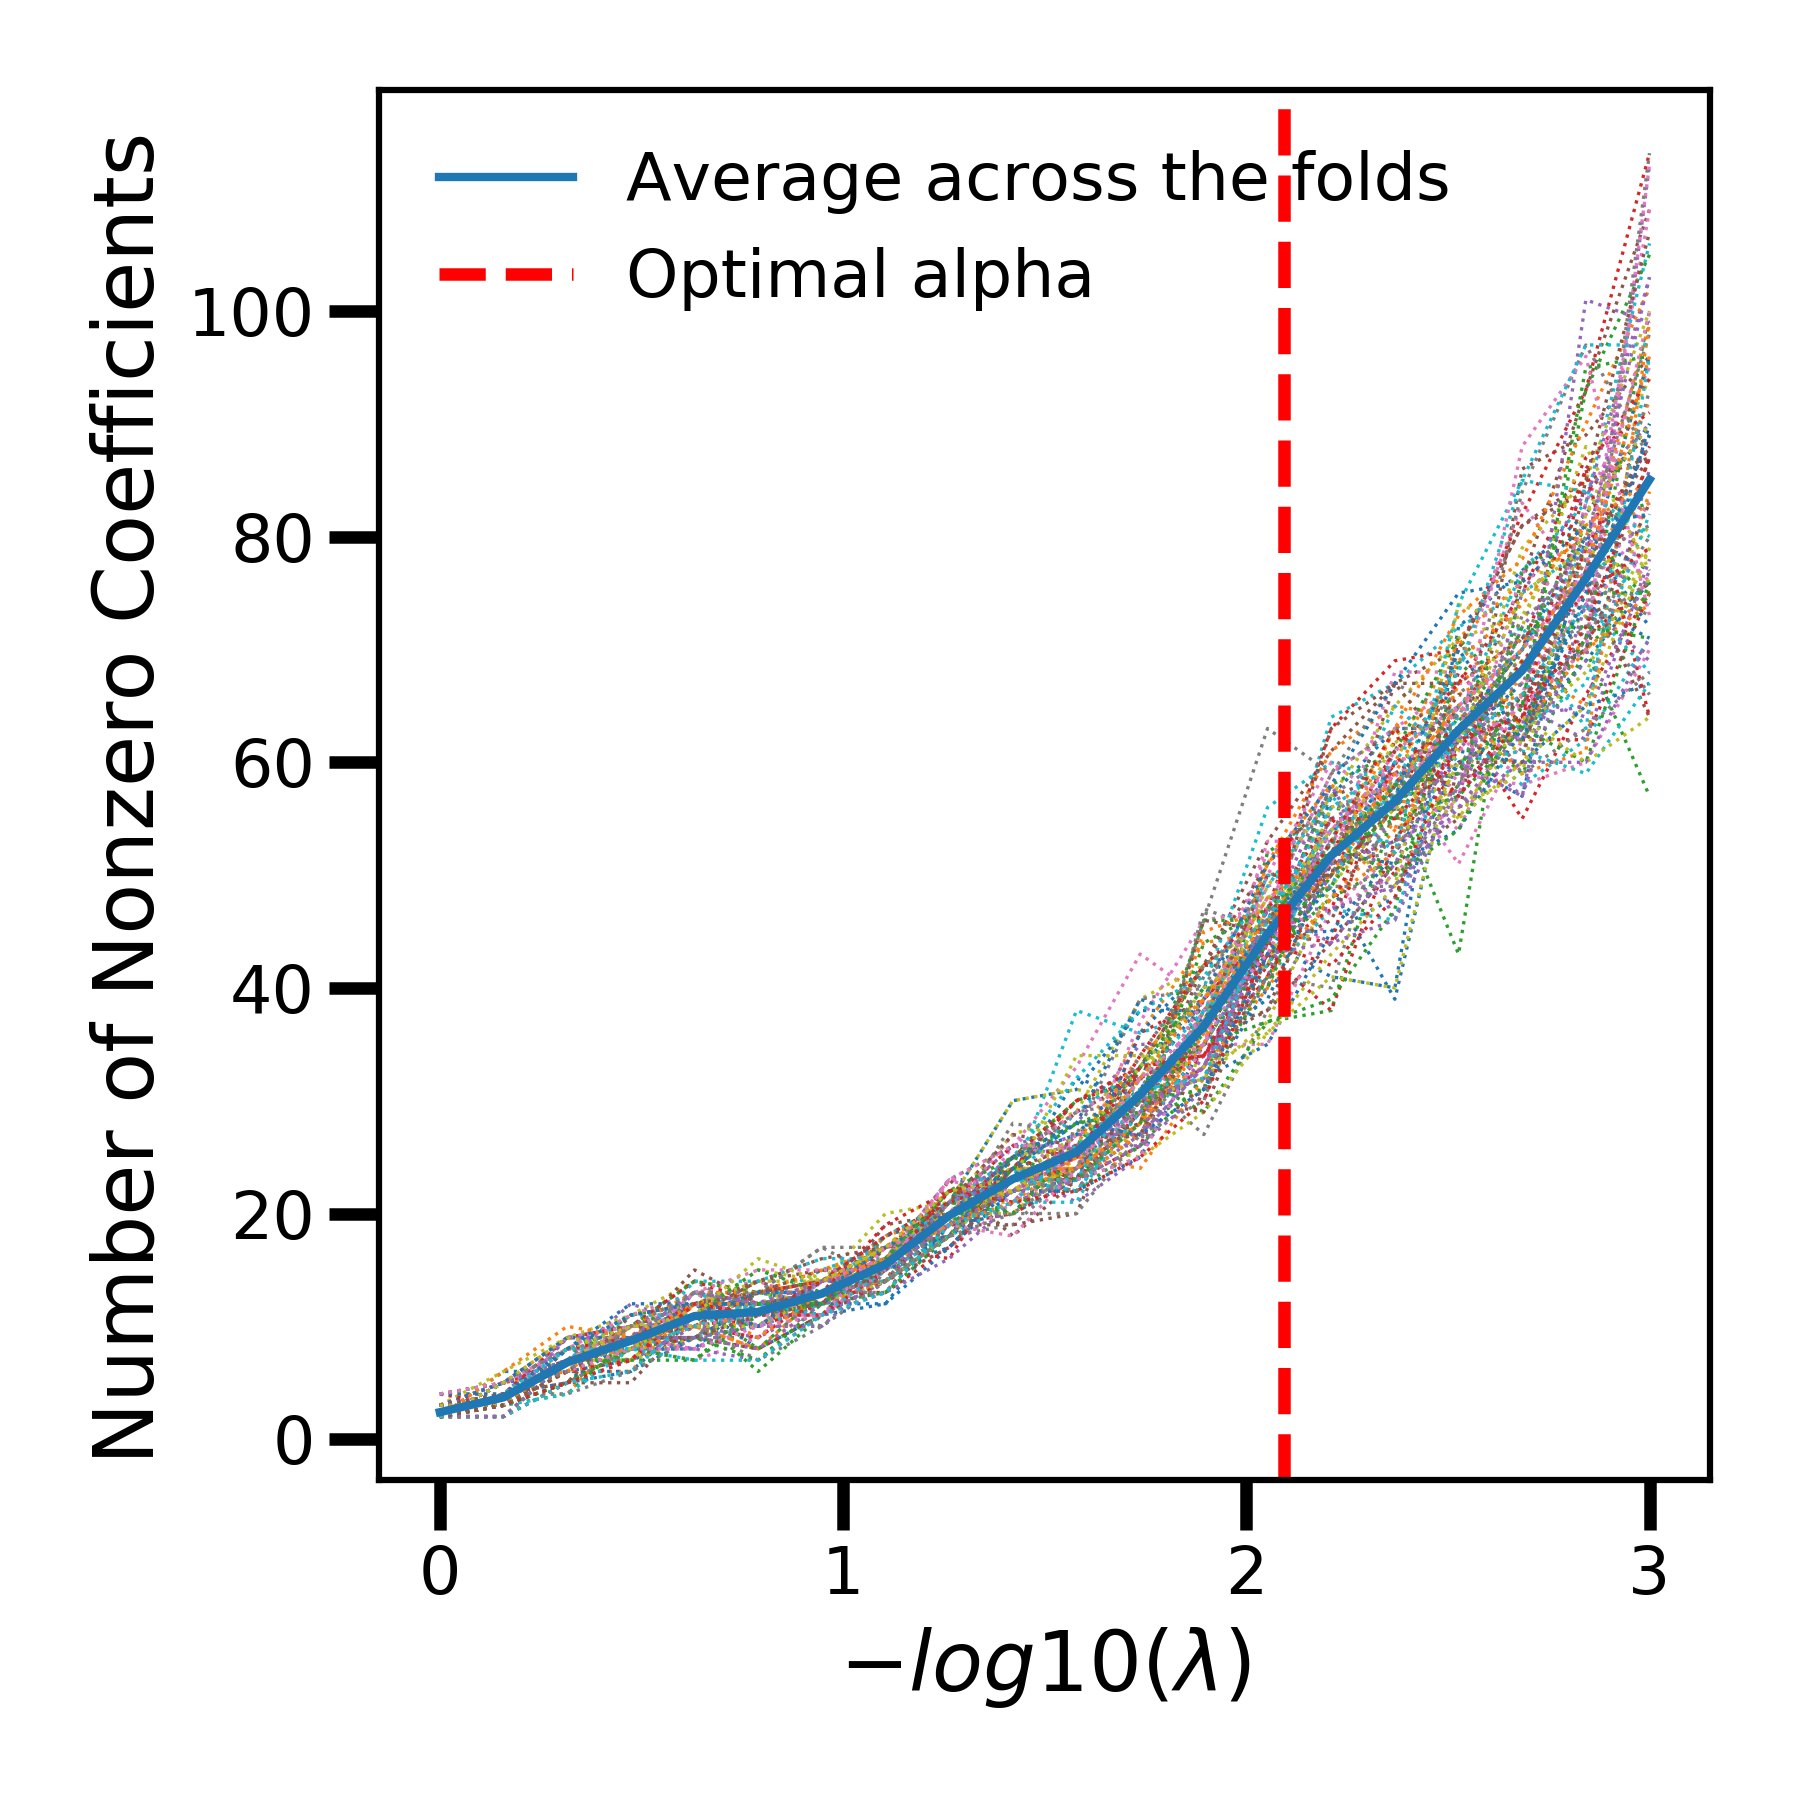 Number of Nonzero Coefficients
Average across the folds
Optimal alpha
100
80
60
40
20
0
0 1 2 3
−log10(λ)